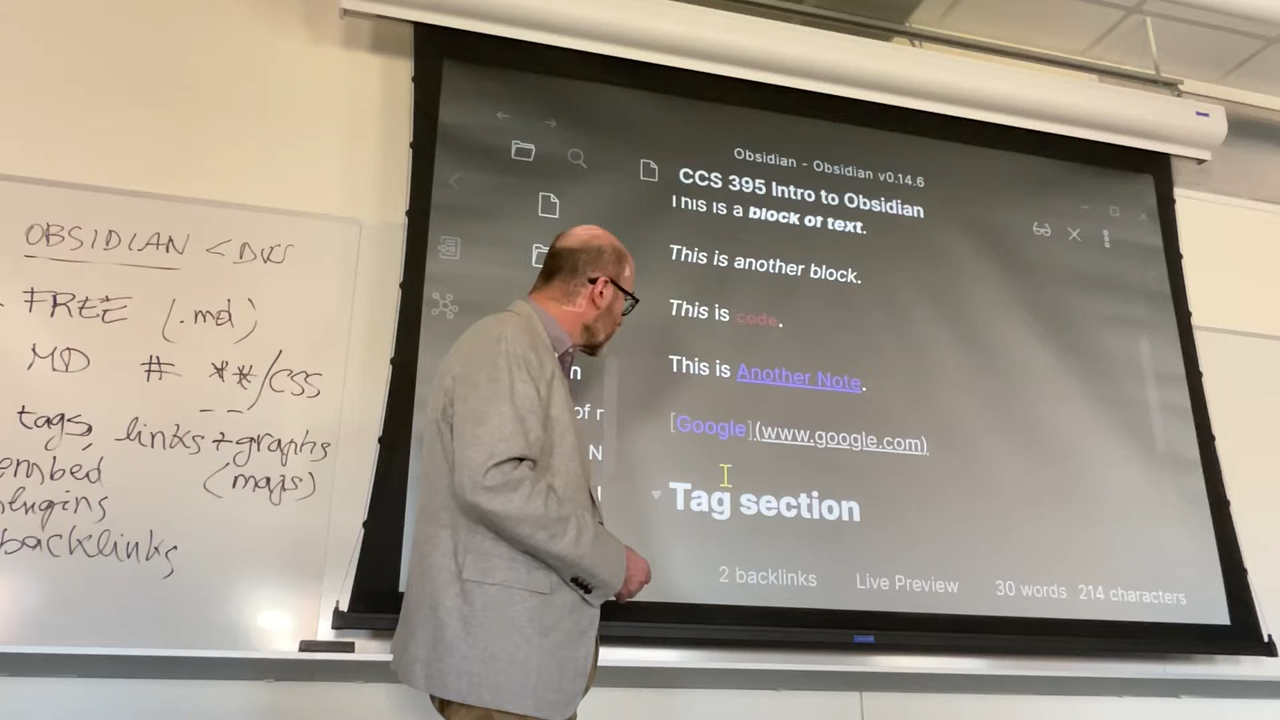 OBSIDIAN < DVS
FREE (.md)
MD # **/CSS
tags, links + graphs
embed (maps)
plugins
backlinks
Obsidian - Obsidian v0.14.6
CCS 395 Intro to Obsidian
This is a block of text.
This is another block.
This is code.
This is Another Note.
[Google](www.google.com)
Tag section
n
of r
N
2 backlinks Live Preview 30 words 214 characters